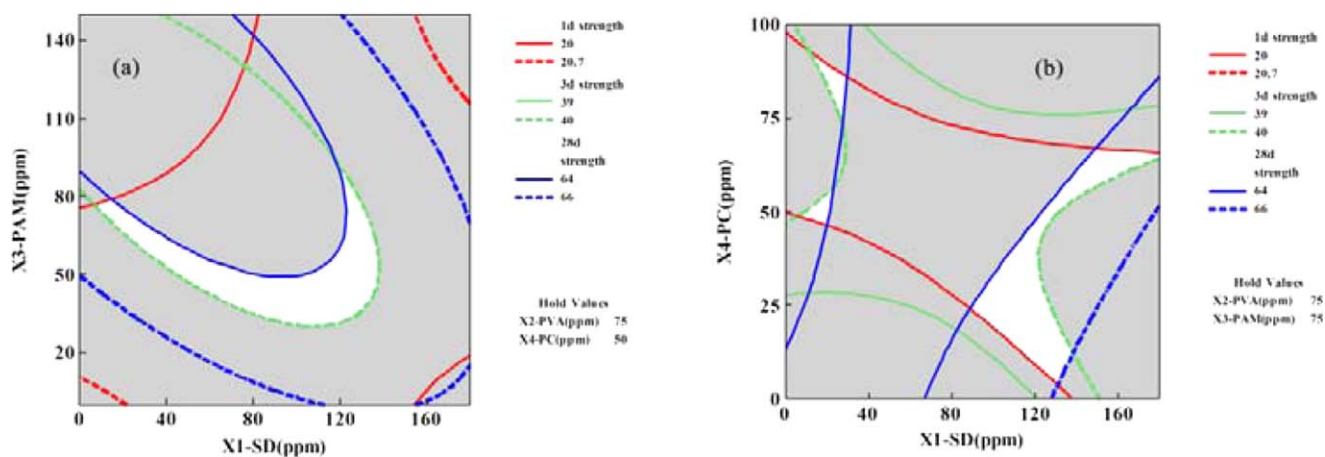 (a)
X3-PAM(ppm)
140
80
50
20
0
40
80
120
160
X1-SD(ppm)
1d strength
20
20.7
3d strength
39
40
28d
strength
64
66
Hold Values
X2-PVA(ppm) 75
X4-PC(ppm) 50
(b)
X4-PC(ppm)
100
75
50
25
0
0
40
80
120
160
X1-SD(ppm)
1d strength
20
20.7
3d strength
39
40
28d
strength
64
66
Hold Values
X2-PVA(ppm) 75
X3-PAM(ppm) 75